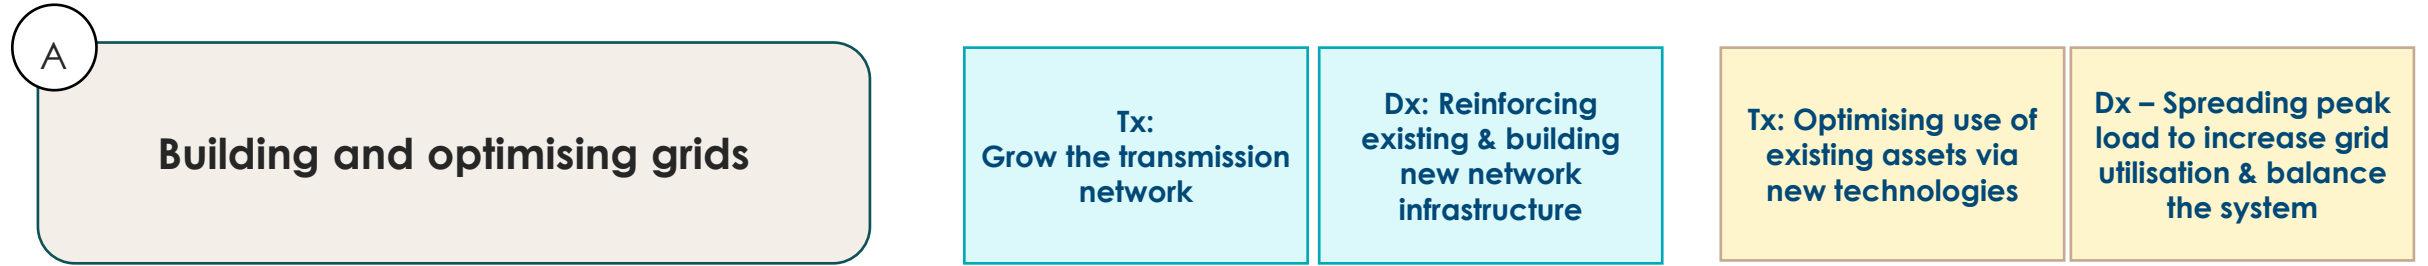 A
Building and optimising grids
Tx:
Grow the transmission
network
Dx: Reinforcing
existing & building
new network
infrastructure
Tx: Optimising use of
existing assets via
new technologies
Dx – Spreading peak
load to increase grid
utilisation & balance
the system